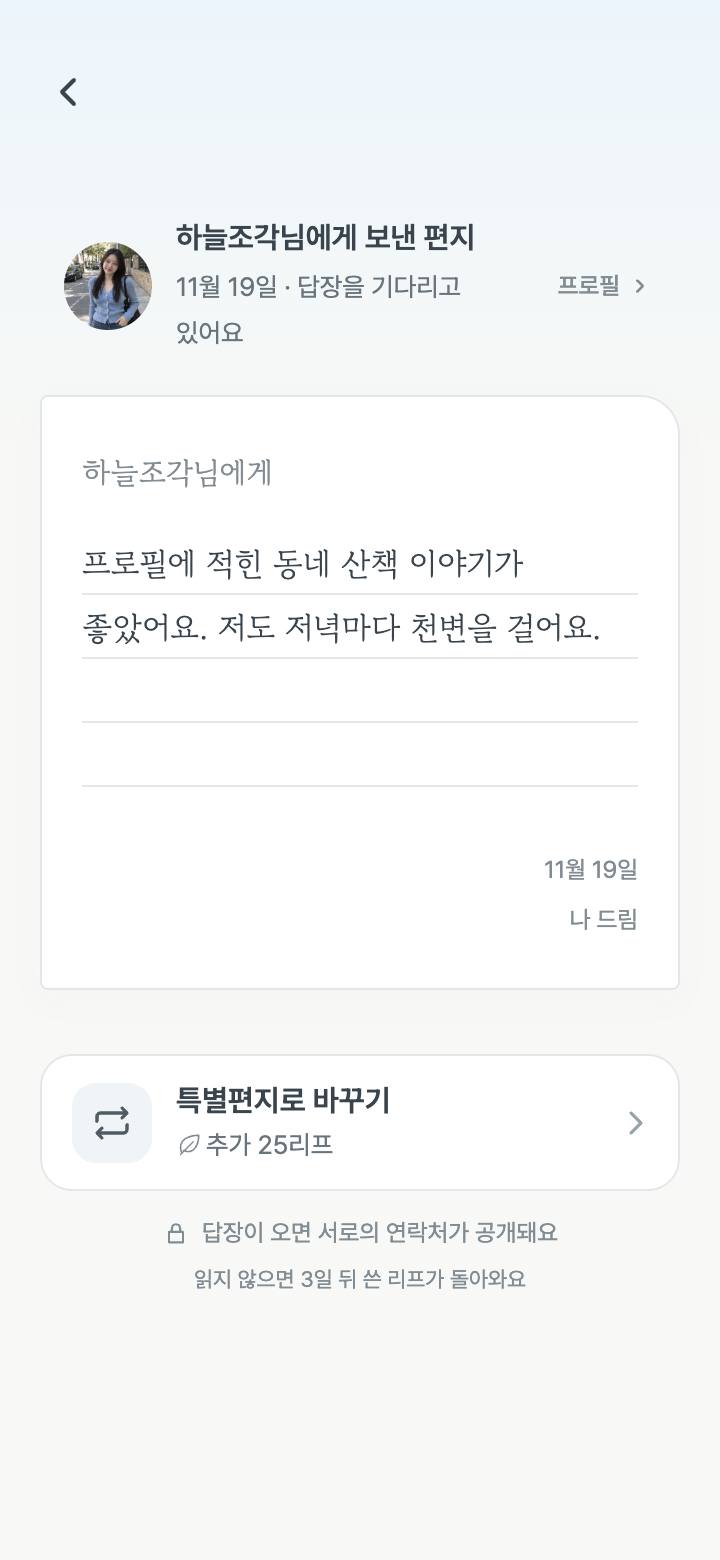 하늘조각님에게 보낸 편지
11월 19일 · 답장을 기다리고
있어요
프로필
하늘조각님에게
프로필에 적힌 동네 산책 이야기가
좋았어요. 저도 저녁마다 천변을 걸어요.
11월 19일
나 드림
특별편지로 바꾸기
추가 25리프
답장이 오면 서로의 연락처가 공개돼요
읽지 않으면 3일 뒤 쓴 리프가 돌아와요